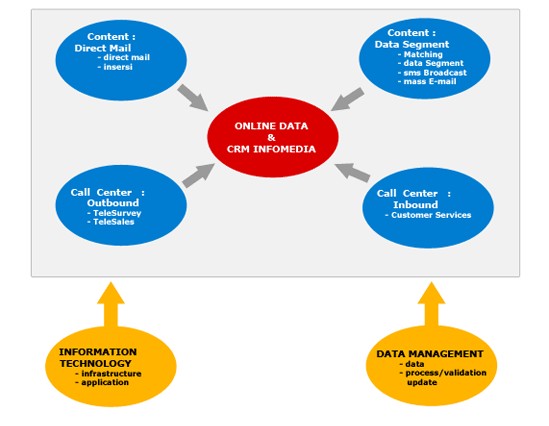 Content :
Direct Mail
- direct mail
- insersi
Content :
Data Segment
- Matching
- data Segment
- sms Broadcast
- mass E-mail
ONLINE DATA
&
CRM INFOMEDIA
Call Center :
Outbound
- TeleSurvey
- TeleSales
Call Center :
Inbound
- Customer Services
INFORMATION
TECHNOLOGY
- infrastructure
- application
DATA MANAGEMENT
- data
- process/validation
update